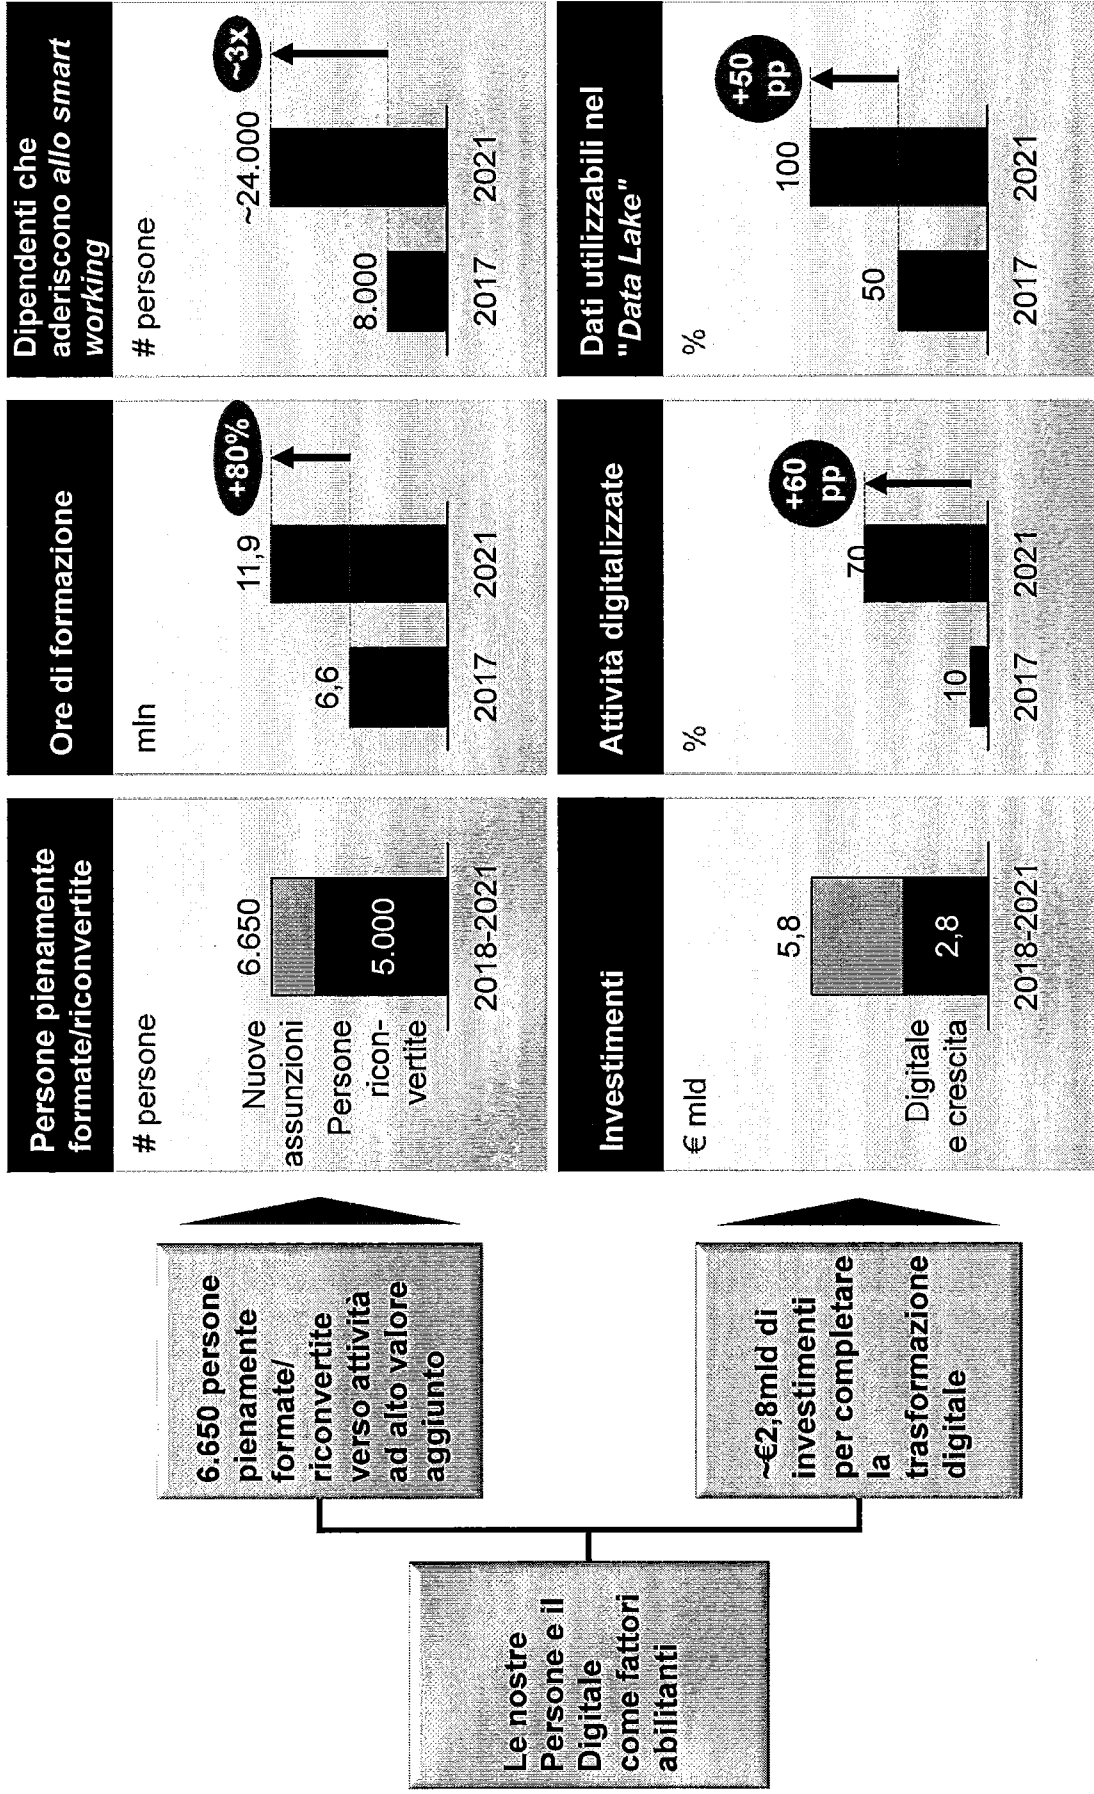 Le nostre
Persone e il
Digitale
come fattori
abilitanti
6.650 persone
pienamente
formate/
riconvertite
verso attività
ad alto valore
aggiunto
~€2,8mld di
investimenti
per completare
la
trasformazione
digitale
Persone pienamente
formate/riconvertite
# persone
Nuove
assunzioni
Persone
ricon-
vertite
6.650
5.000
2018-2021
Ore di formazione
mln
6,6
11,9
+80%
2017
2021
Dipendenti che
aderiscono allo smart
working
# persone
8.000
~24.000
~3x
2017
2021
Investimenti
€ mld
Digitale
e crescita
5,8
2,8
2018-2021
Attività digitalizzate
%
10
70
+60
pp
2017
2021
Dati utilizzabili nel
"Data Lake"
%
50
100
+50
pp
2017
2021